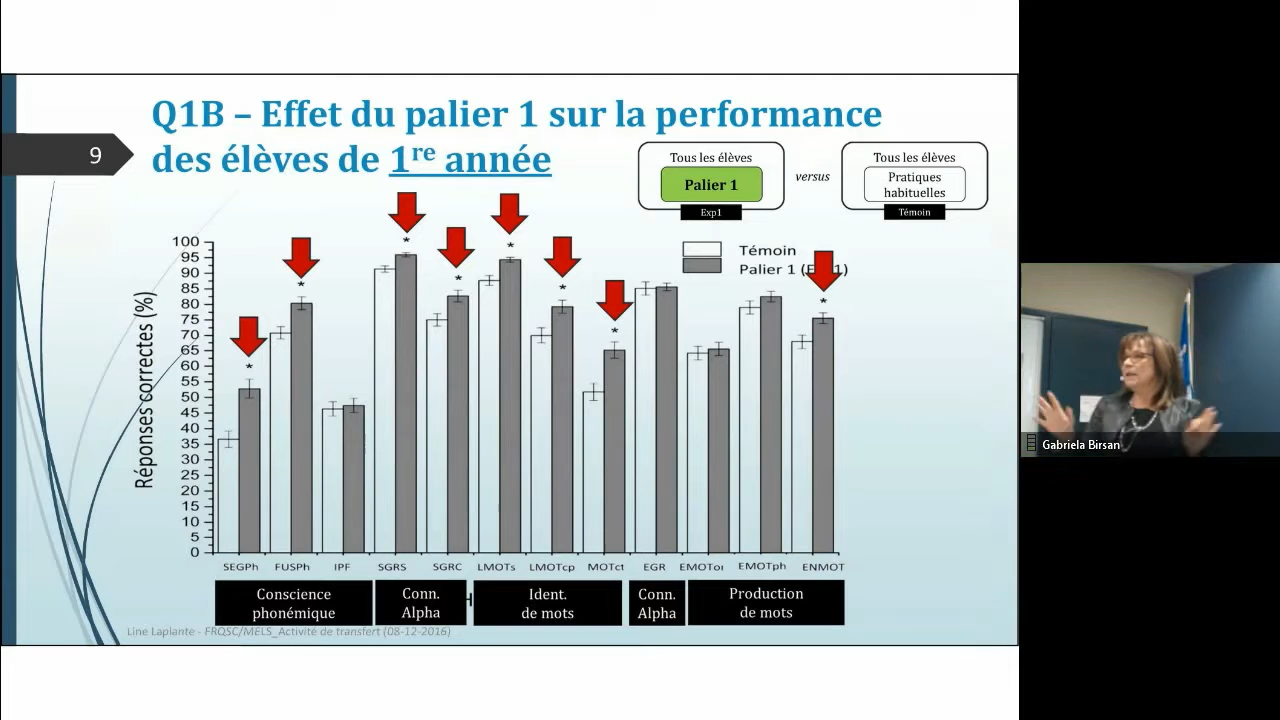 Q1B – Effet du palier 1 sur la performance
des élèves de 1re année
9
Tous les élèves
Palier 1
Exp1
versus
Tous les élèves
Pratiques
habituelles
Témoin
Témoin
Palier 1
Réponses correctes (%)
100
95
90
85
80
75
70
65
60
55
50
45
40
35
30
25
20
15
10
5
0
* * * * * * * *
SEGPh FUSPh IPF SGRS SGRC LMOTs LMOTcp MOTct EGR EMOToi EMOTph ENMOT
Conscience
phonémique
Conn.
Alpha
Ident.
de mots
Conn.
Alpha
Production
de mots
Line Laplante - FRQSC/MELS_Activité de transfert (08-12-2016)
Gabriela Birsan